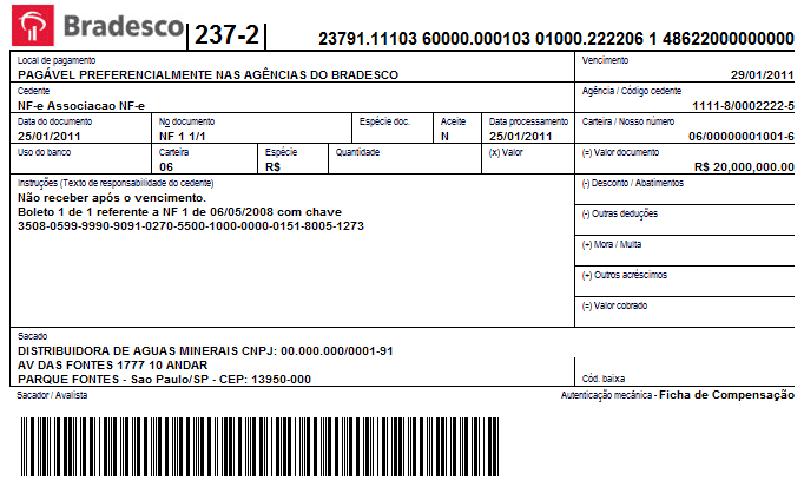 Bradesco 237-2 23791.11103 60000.000103 01000.222206 1 48622000000000
Local de pagamento Vencimento
PAGÁVEL PREFERENCIALMENTE NAS AGÊNCIAS DO BRADESCO 29/01/2011
Cedente Agência / Código cedente
NF-e Associacao NF-e 1111-8/0002222-5
Data do documento No documento Espécie doc. Aceite Data processamento Carteira / Nosso número
25/01/2011 NF 1 1/1 N 25/01/2011 06/00000001001-6
Uso do banco Carteira Espécie Quantidade (X) Valor (=) Valor documento
06 R$ R$ 20,000,000.00
Instruções (Texto de responsabilidade do cedente) (-) Desconto / Abatimentos
Não receber após o vencimento.
Boleto 1 de 1 referente a NF 1 de 06/05/2008 com chave (-) Outras deduções
3508-0599-9990-9091-0270-5500-1000-0000-0151-8005-1273
(+) Mora / Multa
(+) Outros acréscimos
(=) Valor cobrado
Sacado
DISTRIBUIDORA DE AGUAS MINERAIS CNPJ: 00.000.000/0001-91
AV DAS FONTES 1777 10 ANDAR
PARQUE FONTES - Sao Paulo/SP - CEP: 13950-000 Cód. baixa
Sacador / Avalista Autenticação mecânica - Ficha de Compensação